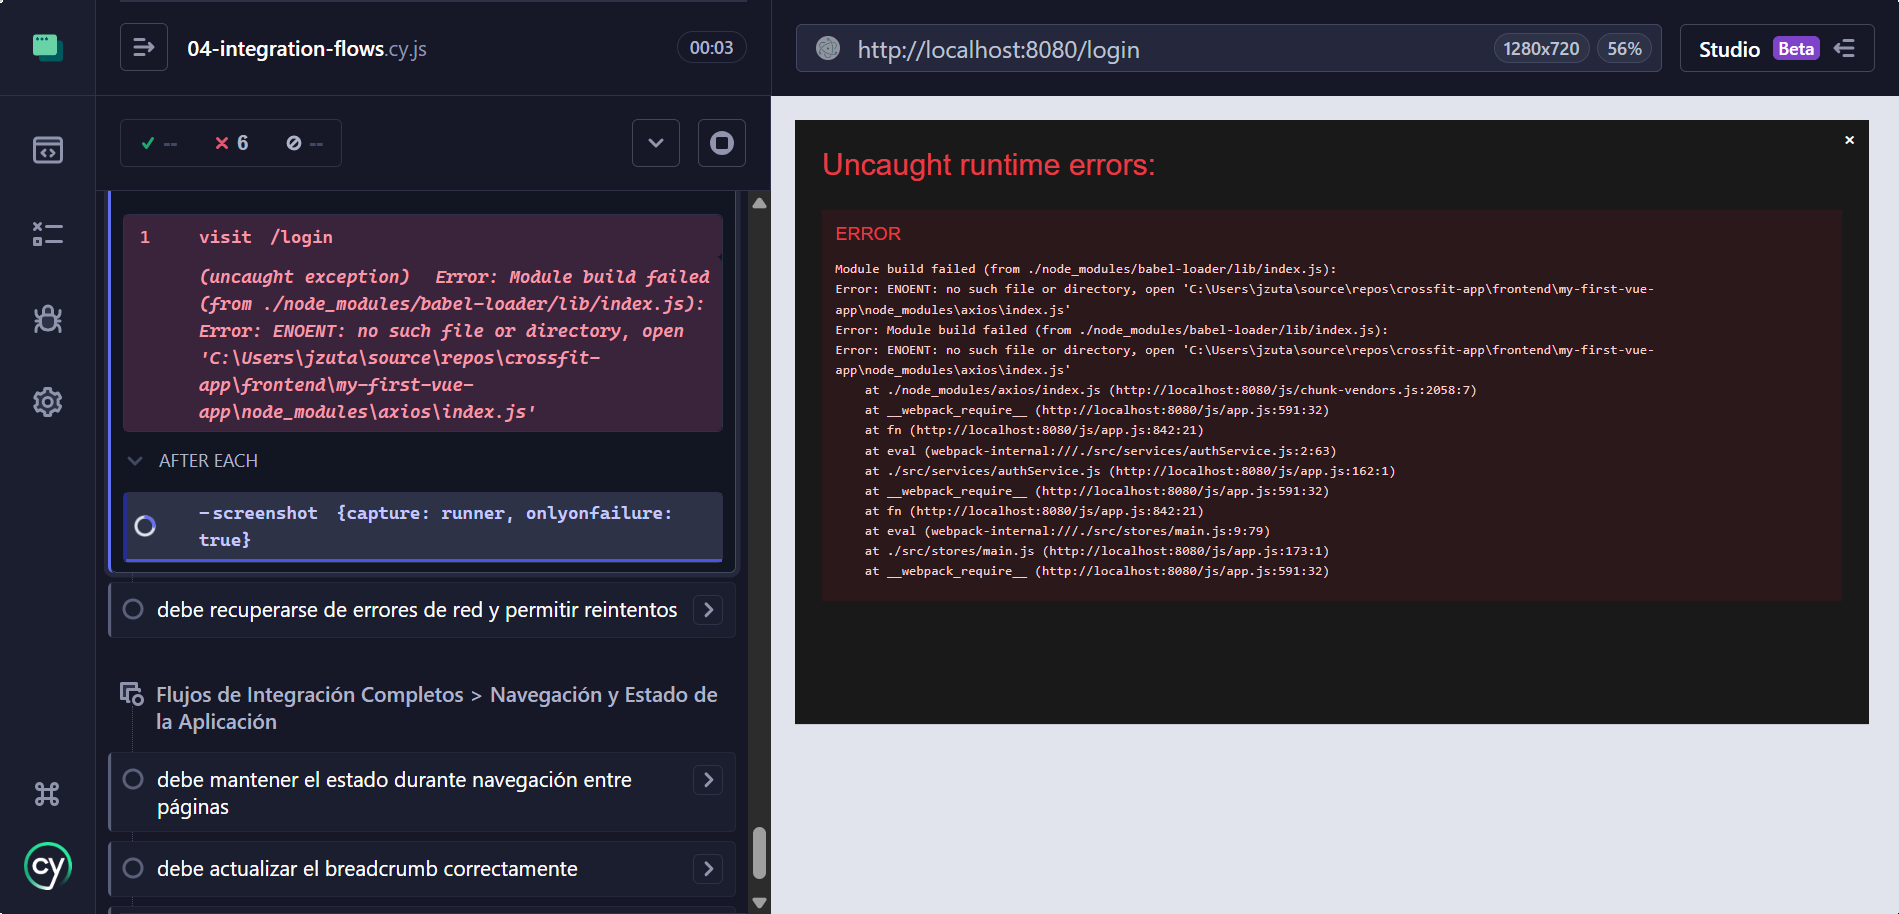 04-integration-flows.cy.js
00:03
-- 6 --
1 visit /login
(uncaught exception) Error: Module build failed
(from ./node_modules/babel-loader/lib/index.js):
Error: ENOENT: no such file or directory, open
'C:\Users\jzuta\source\repos\crossfit-
app\frontend\my-first-vue-
app\node_modules\axios\index.js'
AFTER EACH
-screenshot {capture: runner, onlyonfailure:
true}
debe recuperarse de errores de red y permitir reintentos
Flujos de Integración Completos > Navegación y Estado de
la Aplicación
debe mantener el estado durante navegación entre
páginas
debe actualizar el breadcrumb correctamente
cy
http://localhost:8080/login
1280x720
56%
Studio Beta
Uncaught runtime errors:
×
ERROR
Module build failed (from ./node_modules/babel-loader/lib/index.js):
Error: ENOENT: no such file or directory, open 'C:\Users\jzuta\source\repos\crossfit-app\frontend\my-first-vue-
app\node_modules\axios\index.js'
Error: Module build failed (from ./node_modules/babel-loader/lib/index.js):
Error: ENOENT: no such file or directory, open 'C:\Users\jzuta\source\repos\crossfit-app\frontend\my-first-vue-
app\node_modules\axios\index.js'
at ./node_modules/axios/index.js (http://localhost:8080/js/chunk-vendors.js:2058:7)
at __webpack_require__ (http://localhost:8080/js/app.js:591:32)
at fn (http://localhost:8080/js/app.js:842:21)
at eval (webpack-internal:///./src/services/authService.js:2:63)
at ./src/services/authService.js (http://localhost:8080/js/app.js:162:1)
at __webpack_require__ (http://localhost:8080/js/app.js:591:32)
at fn (http://localhost:8080/js/app.js:842:21)
at eval (webpack-internal:///./src/stores/main.js:9:79)
at ./src/stores/main.js (http://localhost:8080/js/app.js:173:1)
at __webpack_require__ (http://localhost:8080/js/app.js:591:32)